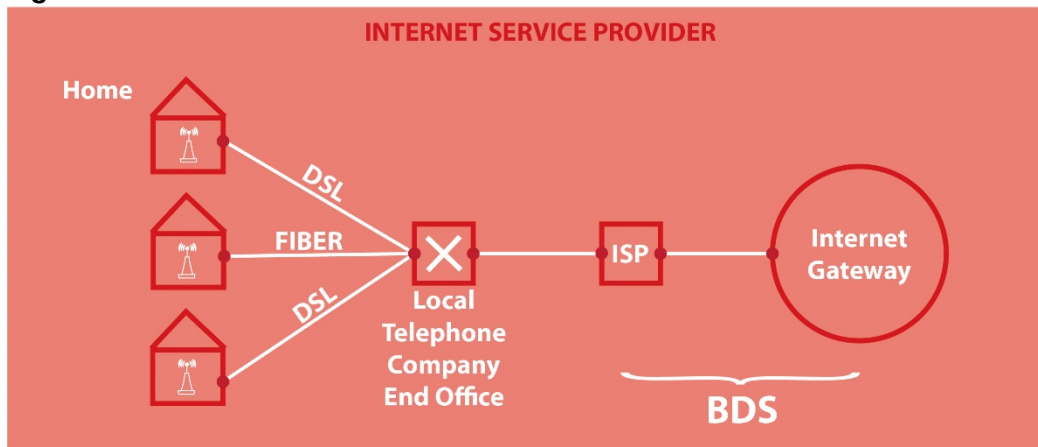 INTERNET SERVICE PROVIDER
Home
DSL
FIBER
DSL
ISP
Internet
Gateway
Local
Telephone
Company
End Office
BDS